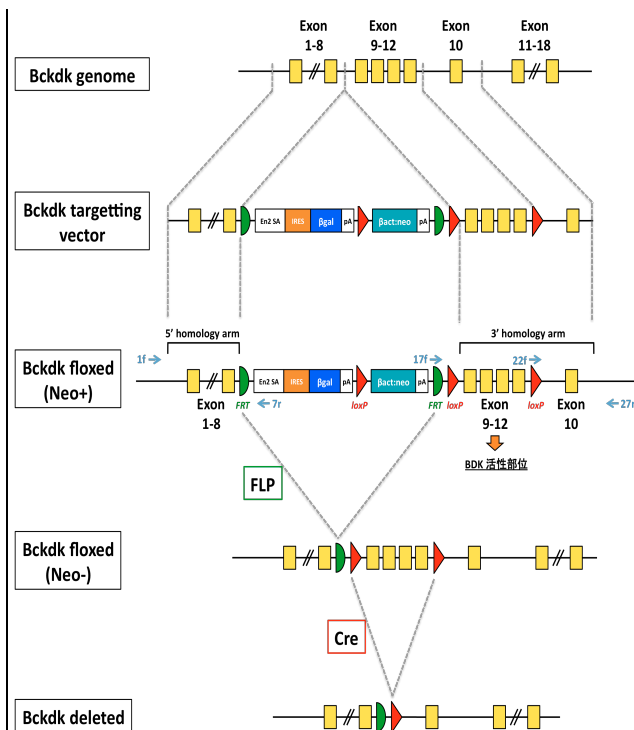 Exon Exon Exon Exon
1-8 9-12 10 11-18
Bckdk genome
Bckdk targetting
vector
En2 SA IRES βgal pA βact:neo pA
5’ homology arm 3’ homology arm
1f 17f 22f
Bckdk floxed
(Neo+)
En2 SA IRES βgal pA βact:neo pA
FRT 7r loxP FRT loxP loxP 27r
Exon Exon Exon
1-8 9-12 10
BDK 活性部位
FLP
Bckdk floxed
(Neo-)
Cre
Bckdk deleted